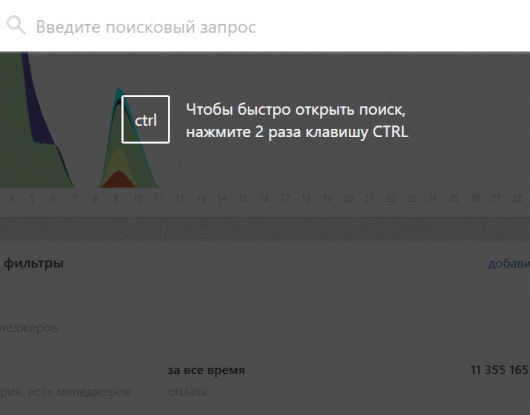 Введите поисковый запрос
ctrl
Чтобы быстро открыть поиск,
нажмите 2 раза клавишу CTRL
4 5 6 7 8 9 10 11 12 13 14 15 16 17 18 19 20 21 22 23 24 25 26 27 28
фильтры
добави
неджеров
за все время
11 355 165
рия, всех менеджеров
оплата